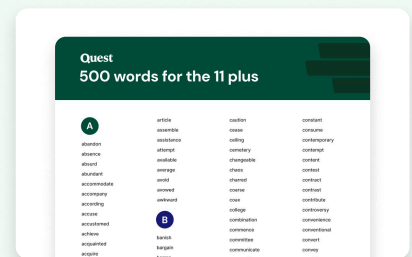 Quest
500 words for the 11 plus
A
abandon
absence
absurd
abundant
accommodate
accompany
according
accuse
accustomed
achieve
acquainted
acquire
article
assemble
assistance
attempt
available
average
avoid
avowed
awkward
B
banish
bargain
caution
cease
ceiling
cemetery
changeable
chaos
charred
coarse
coax
college
combination
commence
committee
communicate
constant
consume
contemporary
contempt
content
contest
contract
contrast
contribute
controversy
convenience
conventional
convert
convey